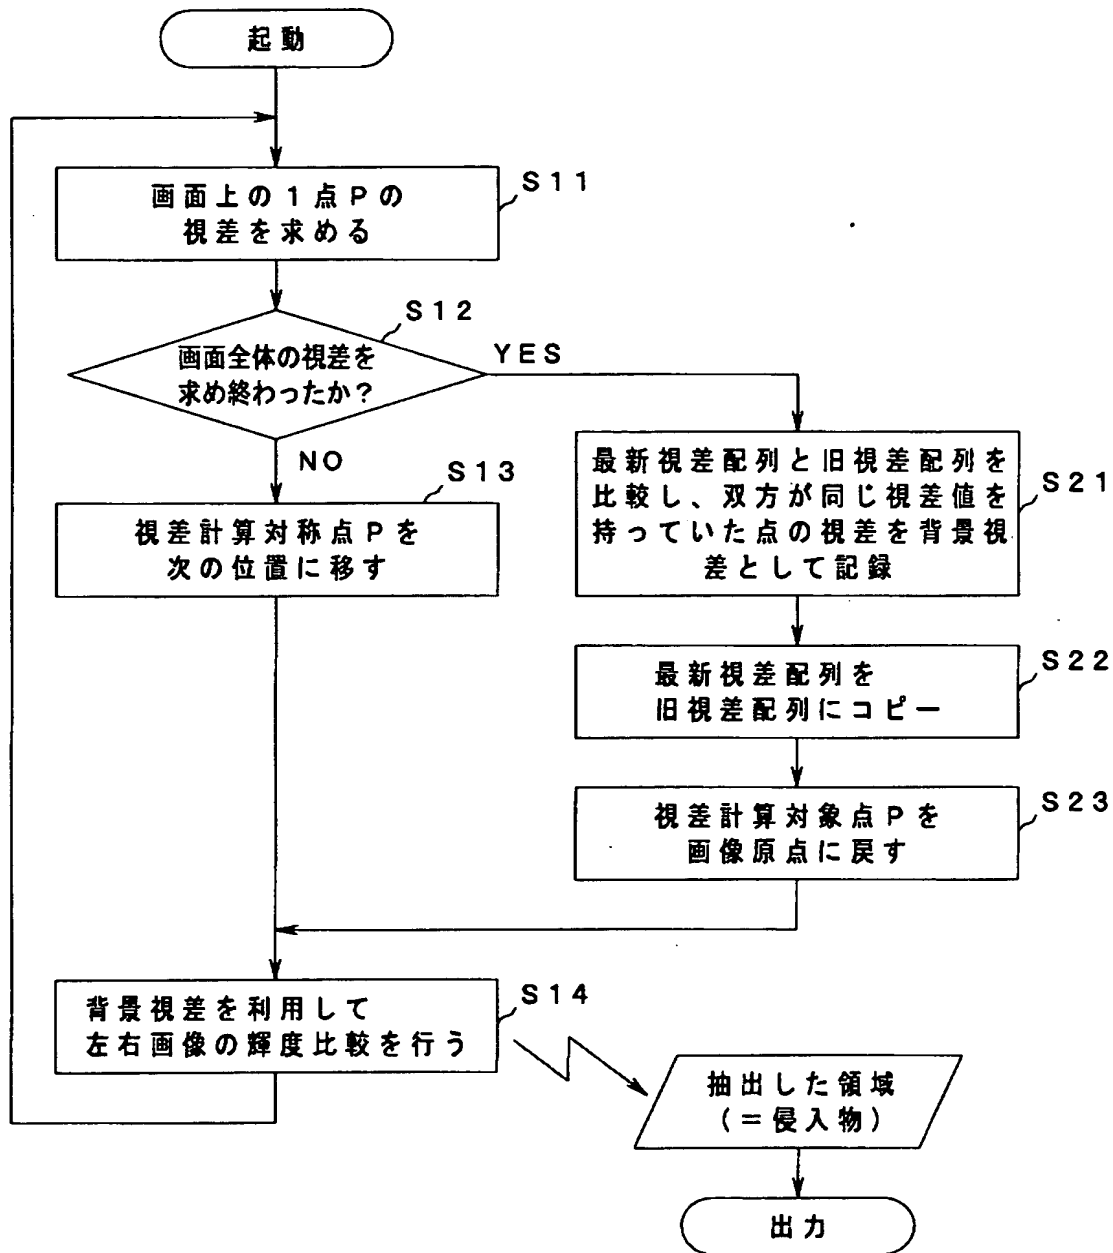 起動
画面上の1点Pの
視差を求める
S11
画面全体の視差を
求め終わったか?
S12
YES
NO
視差計算対称点Pを
次の位置に移す
S13
最新視差配列と旧視差配列を
比較し、双方が同じ視差値を
持っていた点の視差を背景視
差として記録
S21
最新視差配列を
旧視差配列にコピー
S22
視差計算対象点Pを
画像原点に戻す
S23
背景視差を利用して
左右画像の輝度比較を行う
S14
抽出した領域
(=侵入物)
出力